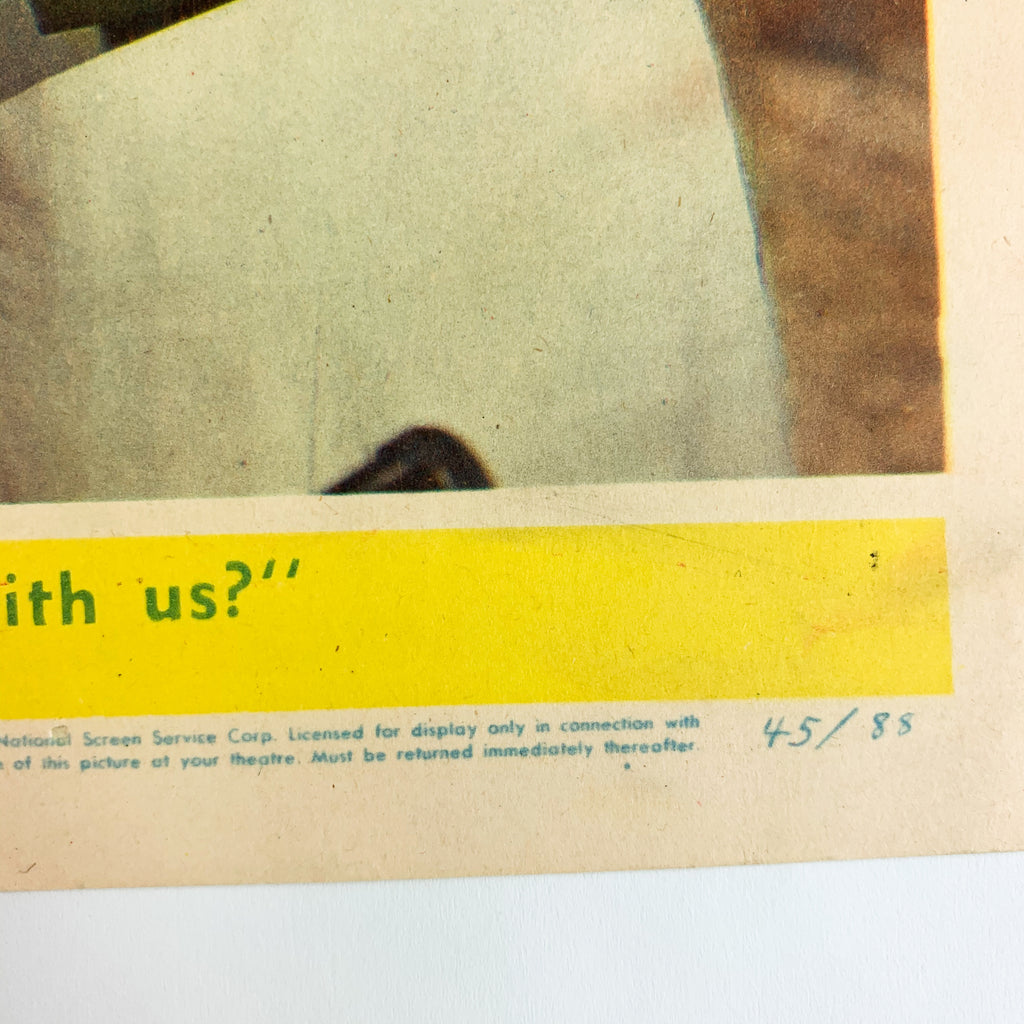 ith us?”
National Screen Service Corp. Licensed for display only in connection with
of this picture at your theatre. Must be returned immediately thereafter.
45/88